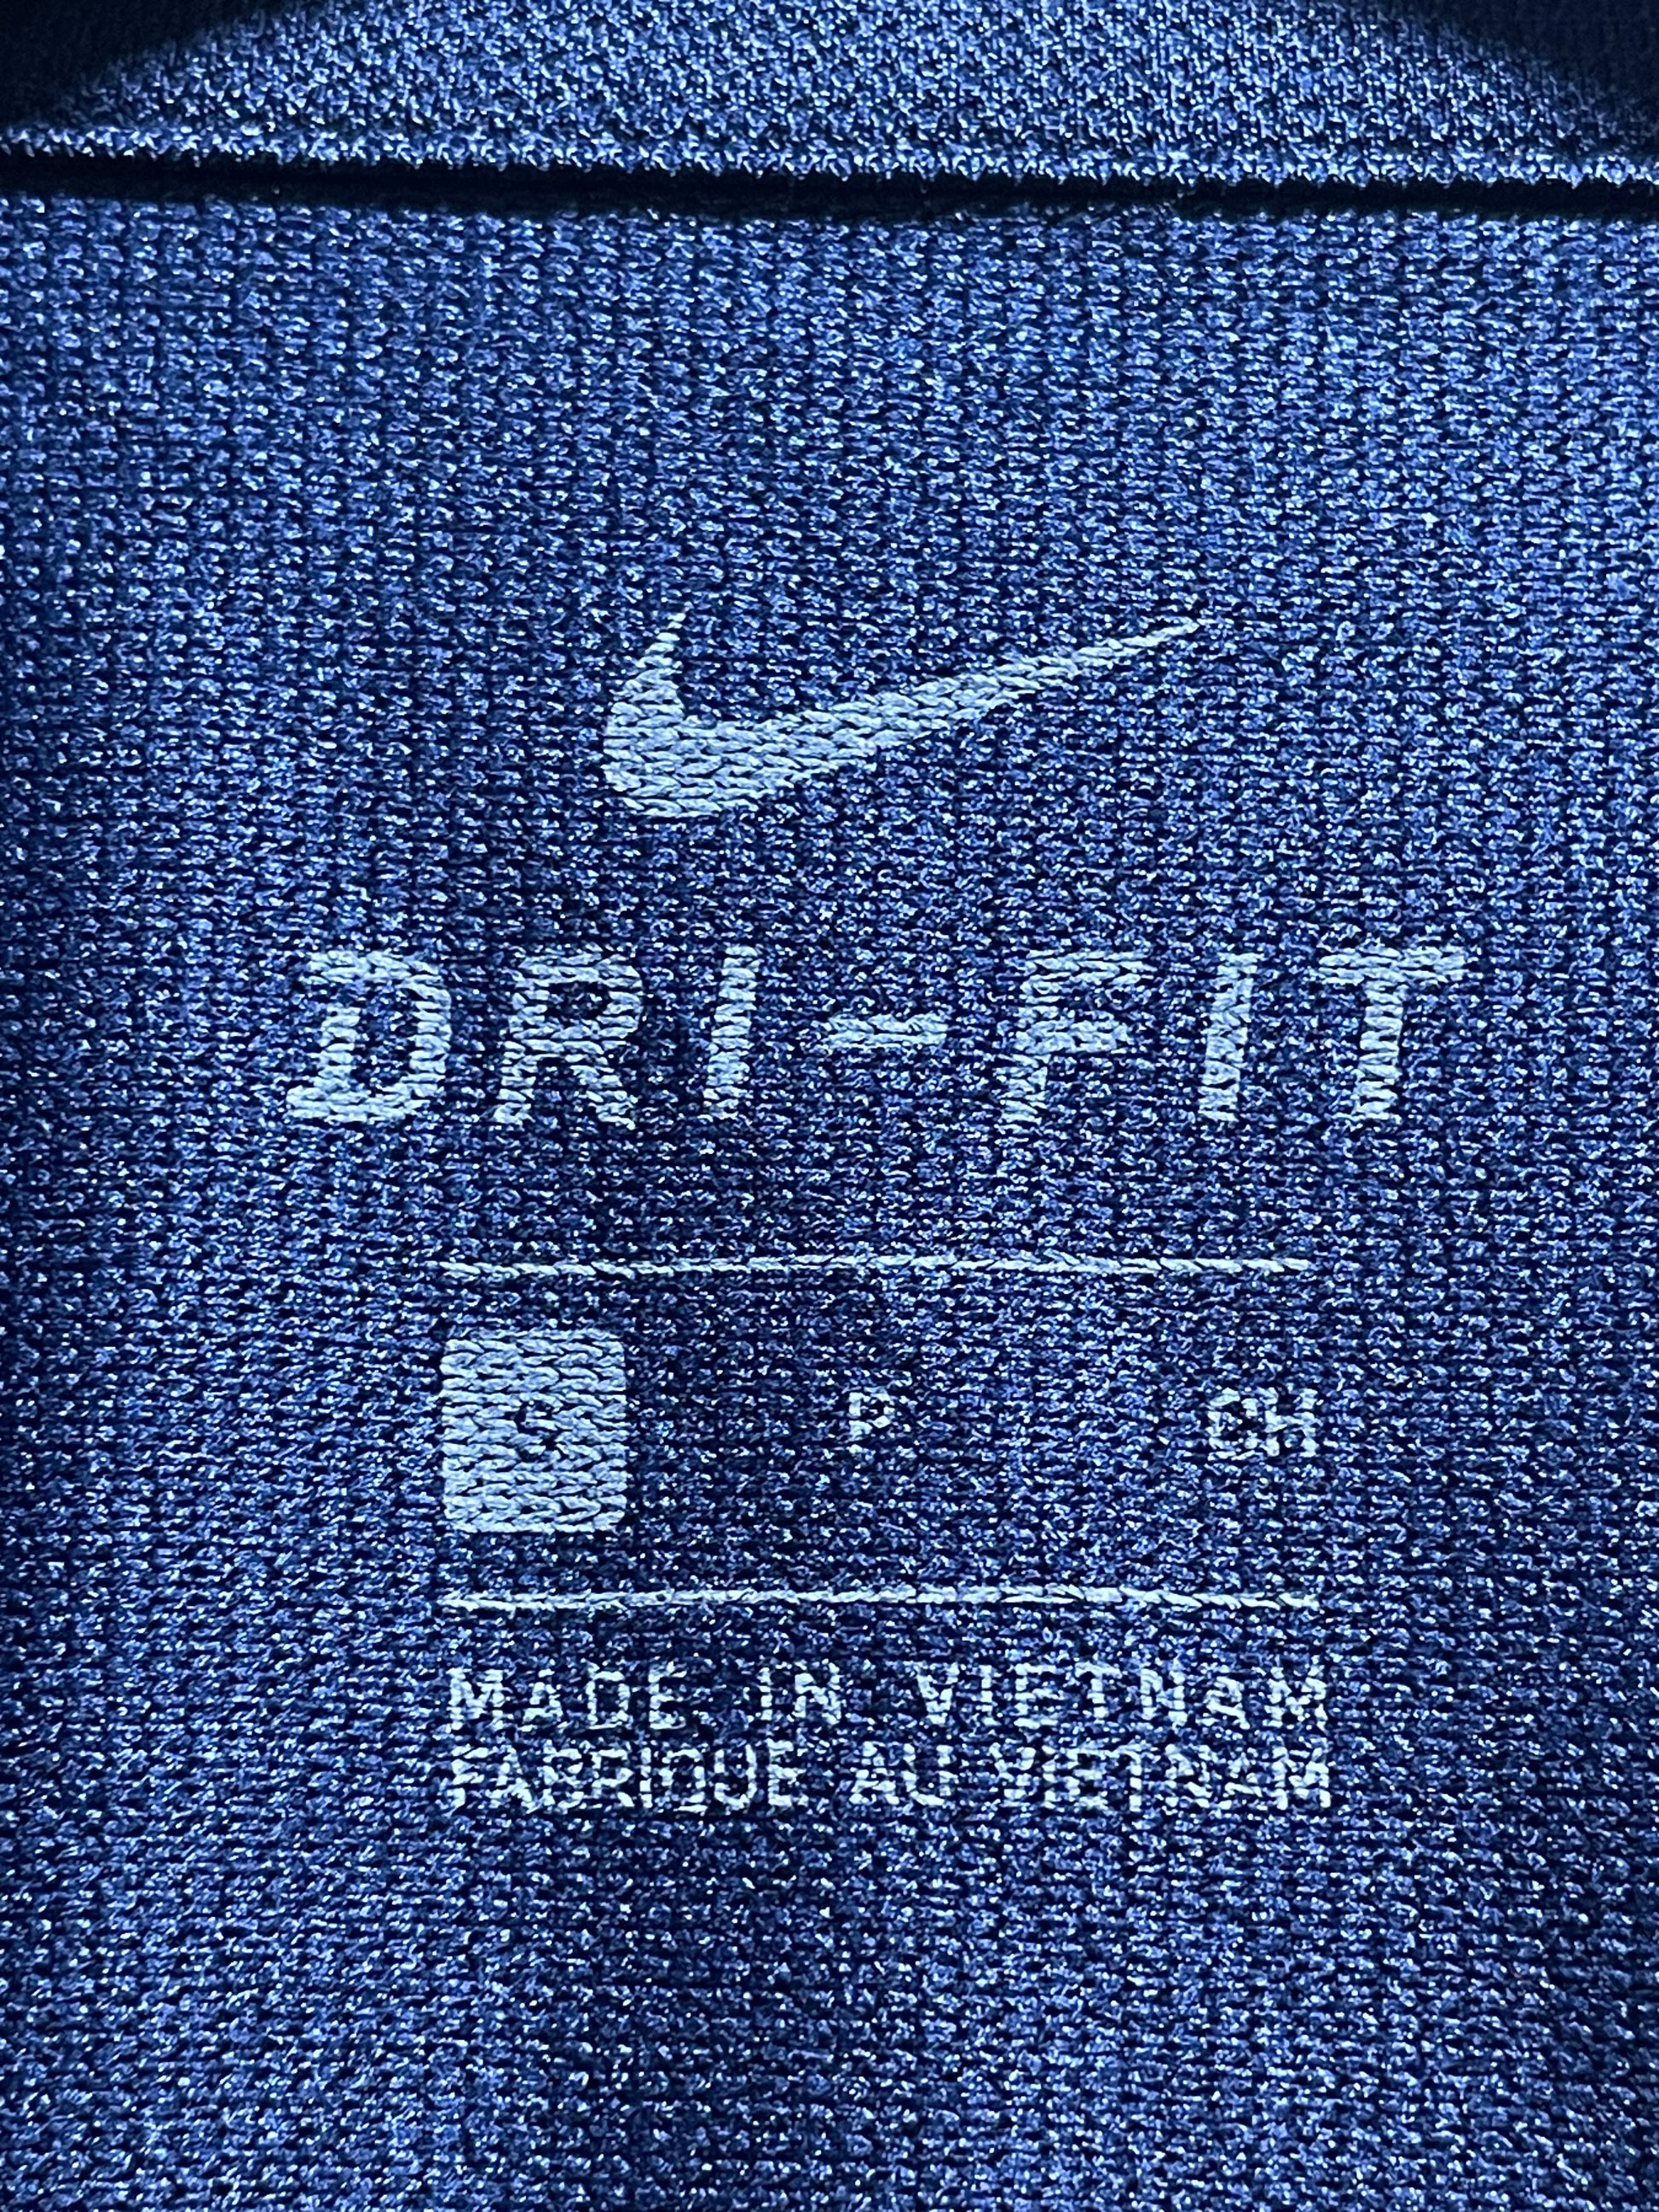 DRI-FIT
S P CH
MADE IN VIETNAM
FABRIQUE AU VIETNAM